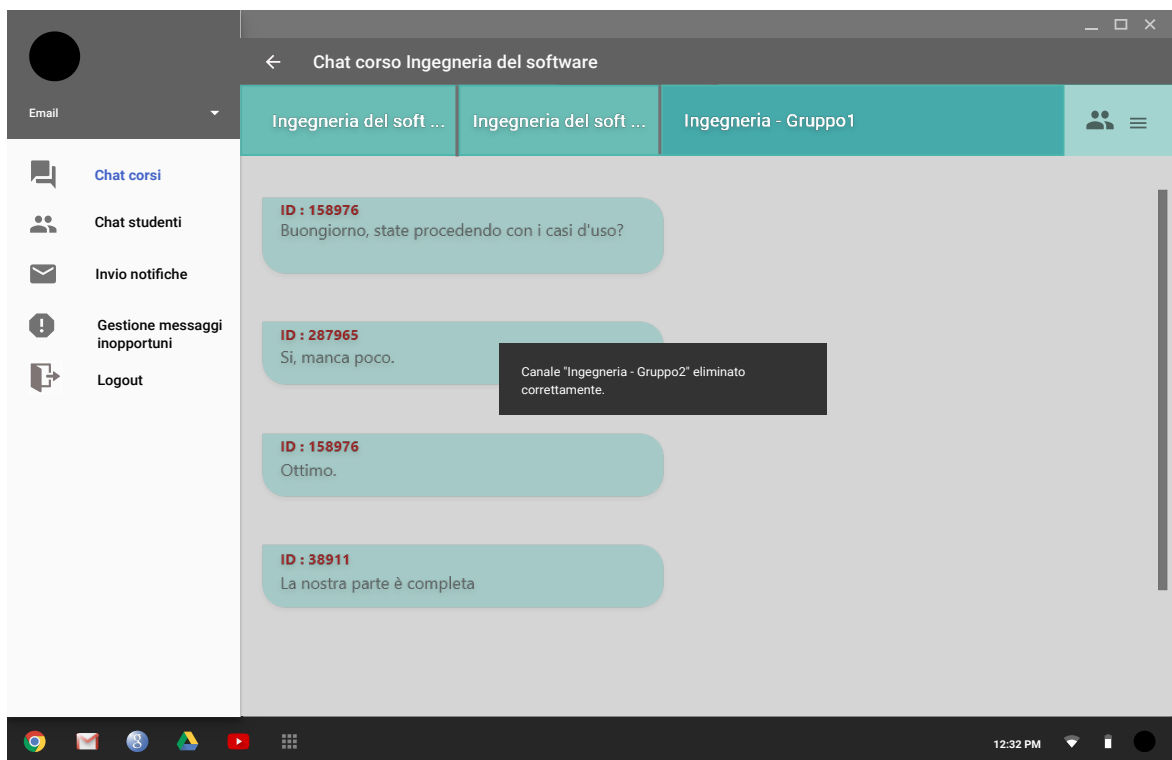 Chat corso Ingegneria del software
Email
Ingegneria del soft ...
Ingegneria del soft ...
Ingegneria - Gruppo1
Chat corsi
Chat studenti
Invio notifiche
Gestione messaggi
inopportuni
Logout
ID : 158976
Buongiorno, state procedendo con i casi d'uso?
ID : 287965
Si, manca poco.
Canale "Ingegneria - Gruppo2" eliminato
correttamente.
ID : 158976
Ottimo.
ID : 38911
La nostra parte è completa
12:32 PM